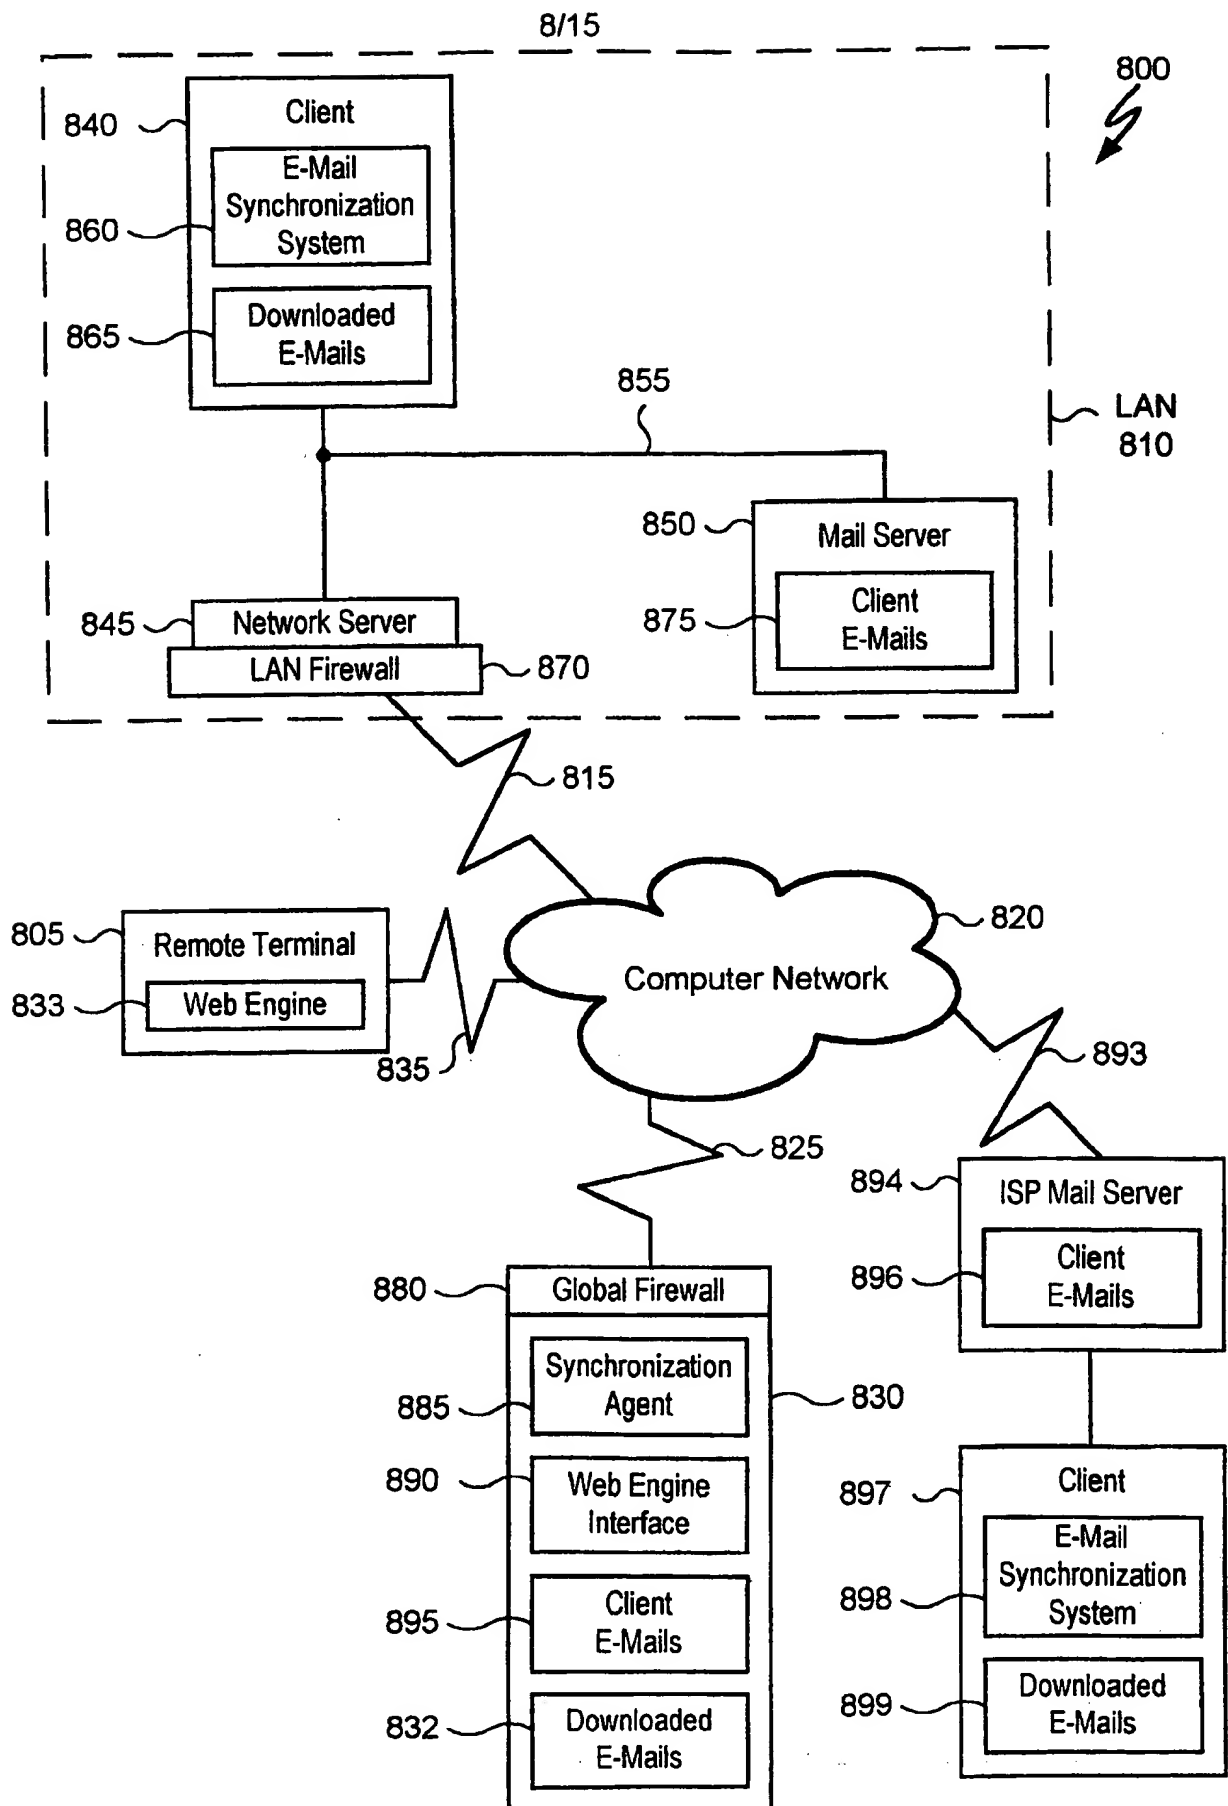 8/15
800
840
Client
E-Mail
Synchronization
System
860
Downloaded
E-Mails
865
855
LAN
810
850
Mail Server
Client
E-Mails
875
845
Network Server
LAN Firewall
870
815
820
Computer Network
805
Remote Terminal
833
Web Engine
835
893
825
894
ISP Mail Server
Client
E-Mails
896
880
Global Firewall
Synchronization
Agent
885
830
890
Web Engine
Interface
895
Client
E-Mails
832
Downloaded
E-Mails
897
Client
E-Mail
Synchronization
System
898
Downloaded
E-Mails
899